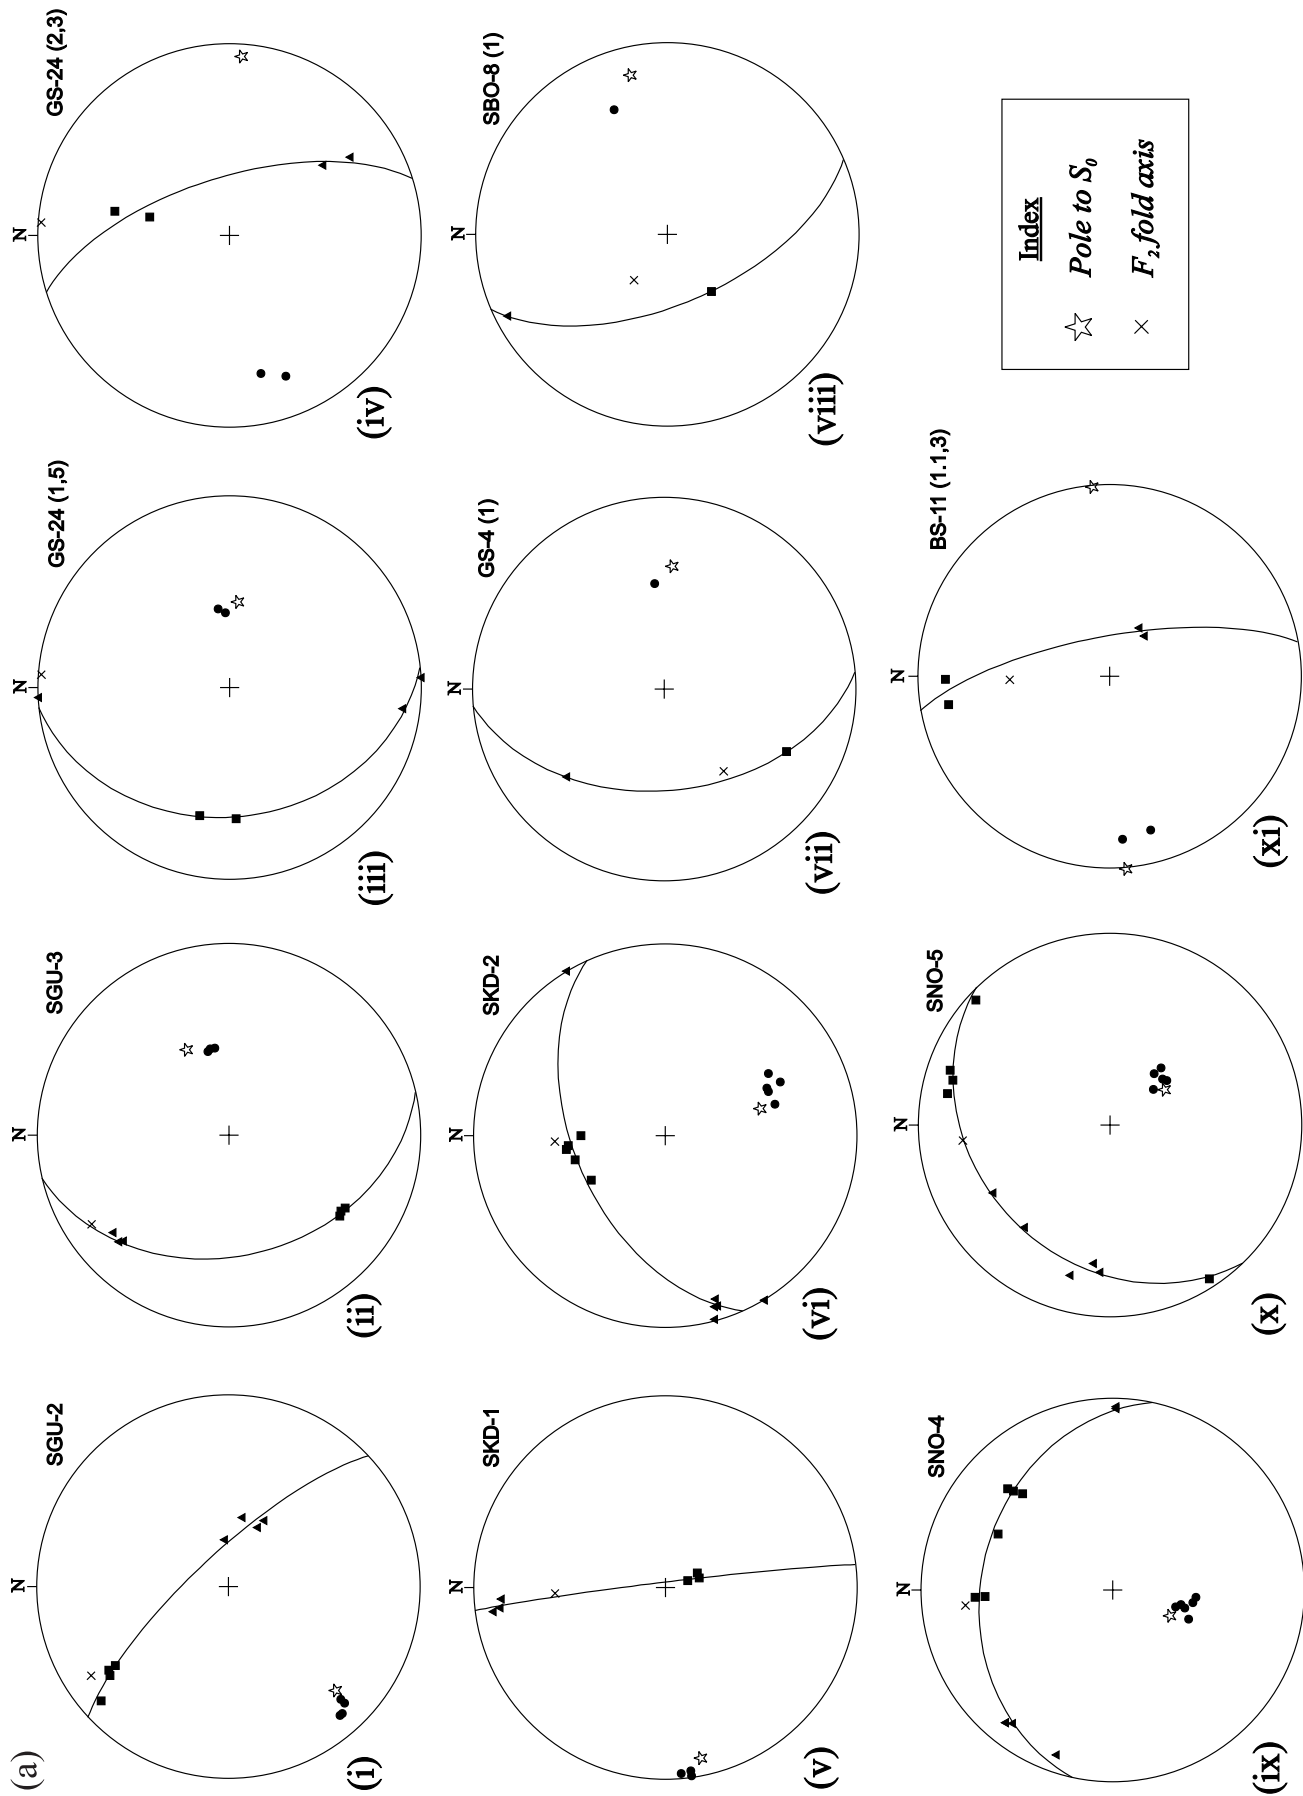 (a)
SGU-2
N
(i)
SGU-3
N
(ii)
GS-24 (1,5)
N
(iii)
GS-24 (2,3)
N
(iv)
SKD-1
N
(v)
SKD-2
N
(vi)
GS-4 (1)
N
(vii)
SBO-8 (1)
N
(viii)
SNO-4
N
(ix)
SNO-5
N
(x)
BS-11 (1.1,3)
N
(xi)
Index
Pole to S₀
F₂ fold axis